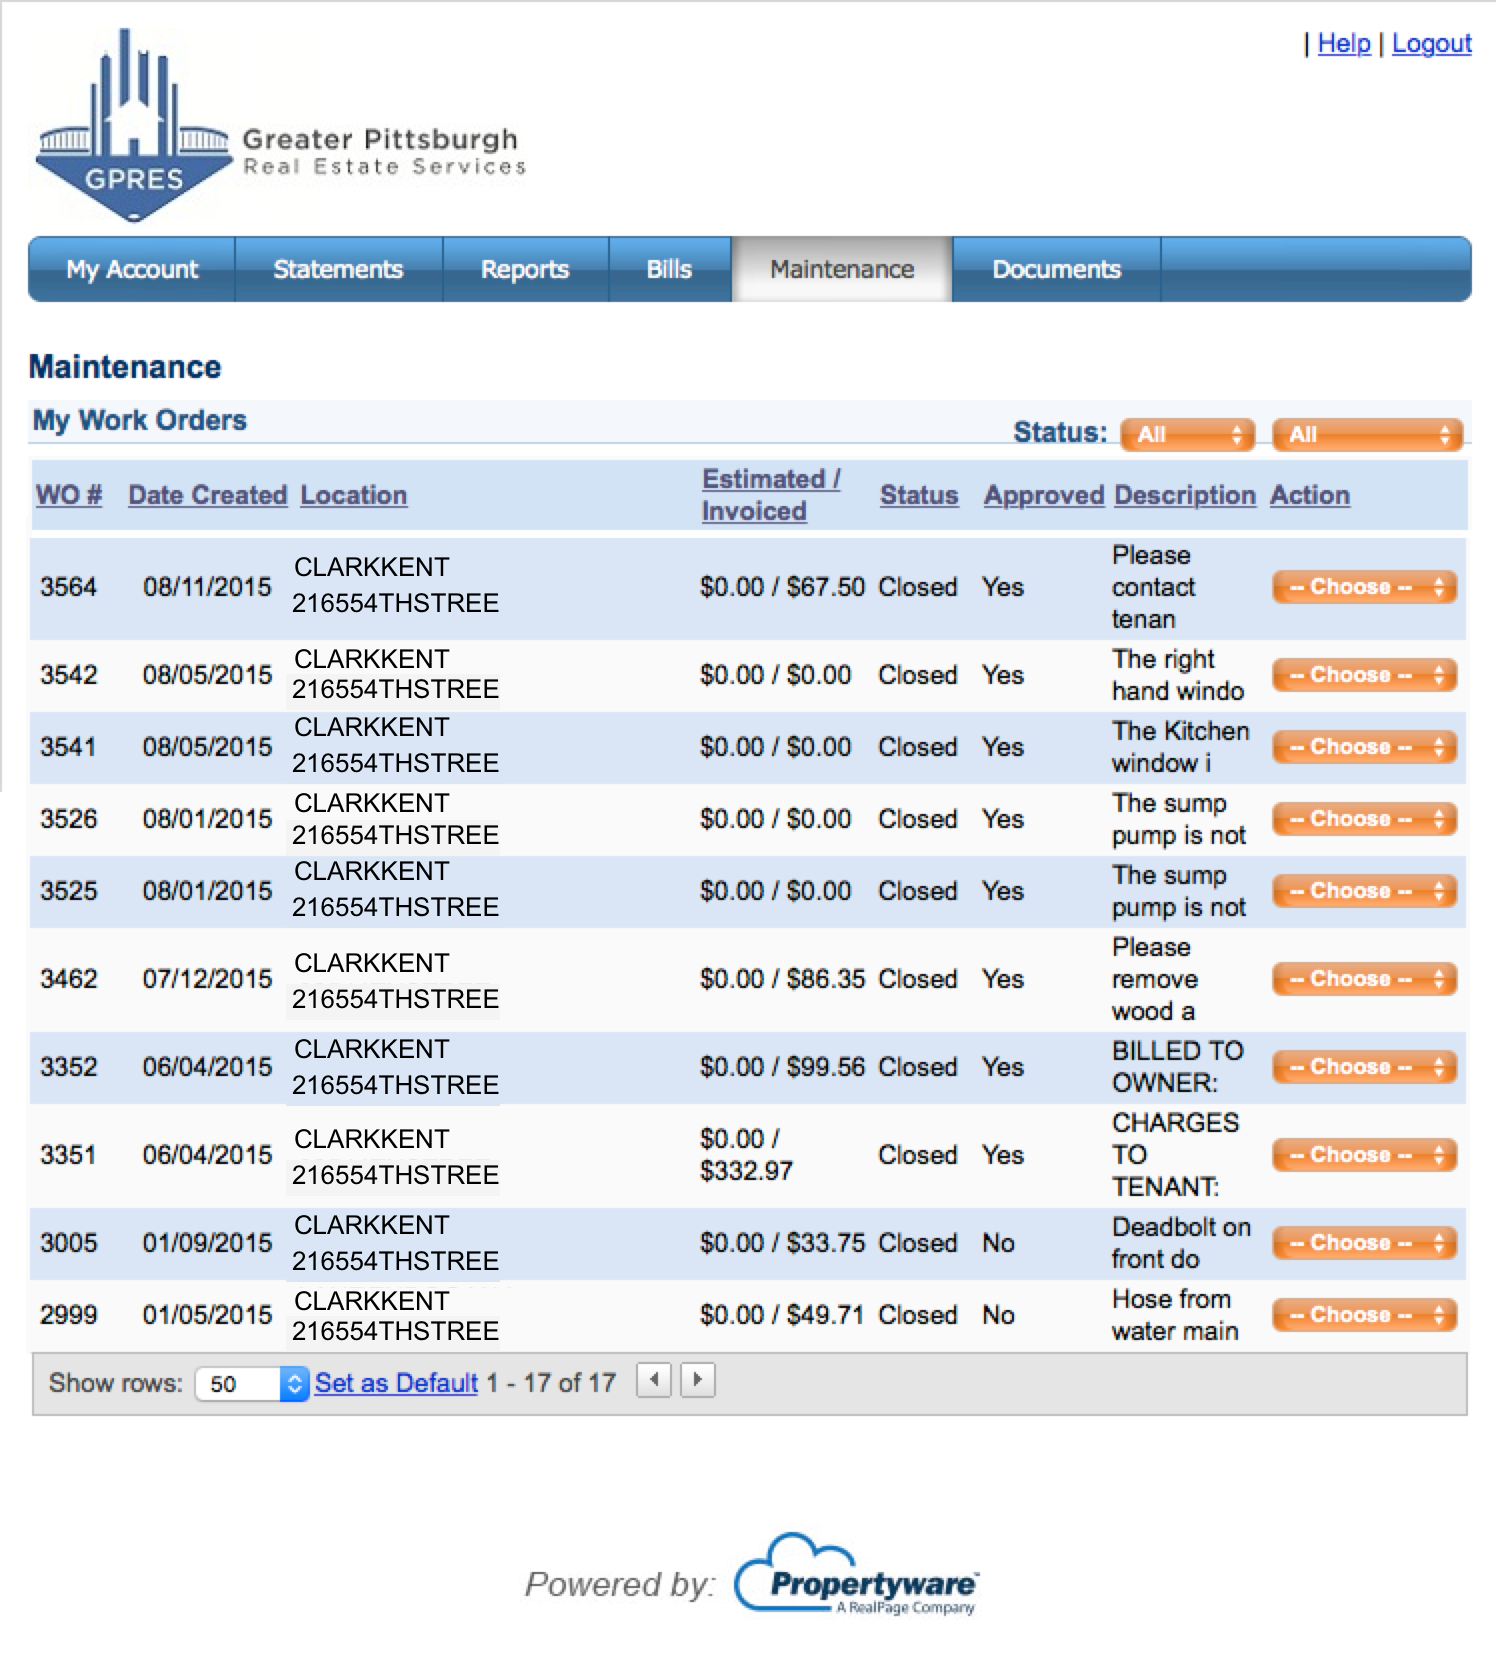 | Help | Logout
GPRES
Greater Pittsburgh
Real Estate Services
My Account Statements Reports Bills Maintenance Documents
Maintenance
My Work Orders
Status: All All
WO # Date Created Location Estimated / Invoiced Status Approved Description Action
3564 08/11/2015 CLARKKENT 216554THSTREE $0.00 / $67.50 Closed Yes Please contact tenan -- Choose --
3542 08/05/2015 CLARKKENT 216554THSTREE $0.00 / $0.00 Closed Yes The right hand windo -- Choose --
3541 08/05/2015 CLARKKENT 216554THSTREE $0.00 / $0.00 Closed Yes The Kitchen window i -- Choose --
3526 08/01/2015 CLARKKENT 216554THSTREE $0.00 / $0.00 Closed Yes The sump pump is not -- Choose --
3525 08/01/2015 CLARKKENT 216554THSTREE $0.00 / $0.00 Closed Yes The sump pump is not -- Choose --
3462 07/12/2015 CLARKKENT 216554THSTREE $0.00 / $86.35 Closed Yes Please remove wood a -- Choose --
3352 06/04/2015 CLARKKENT 216554THSTREE $0.00 / $99.56 Closed Yes BILLED TO OWNER: -- Choose --
3351 06/04/2015 CLARKKENT 216554THSTREE $0.00 / $332.97 Closed Yes CHARGES TO TENANT: -- Choose --
3005 01/09/2015 CLARKKENT 216554THSTREE $0.00 / $33.75 Closed No Deadbolt on front do -- Choose --
2999 01/05/2015 CLARKKENT 216554THSTREE $0.00 / $49.71 Closed No Hose from water main -- Choose --
Show rows: 50 Set as Default 1 - 17 of 17
Powered by: Propertyware™
A RealPage Company